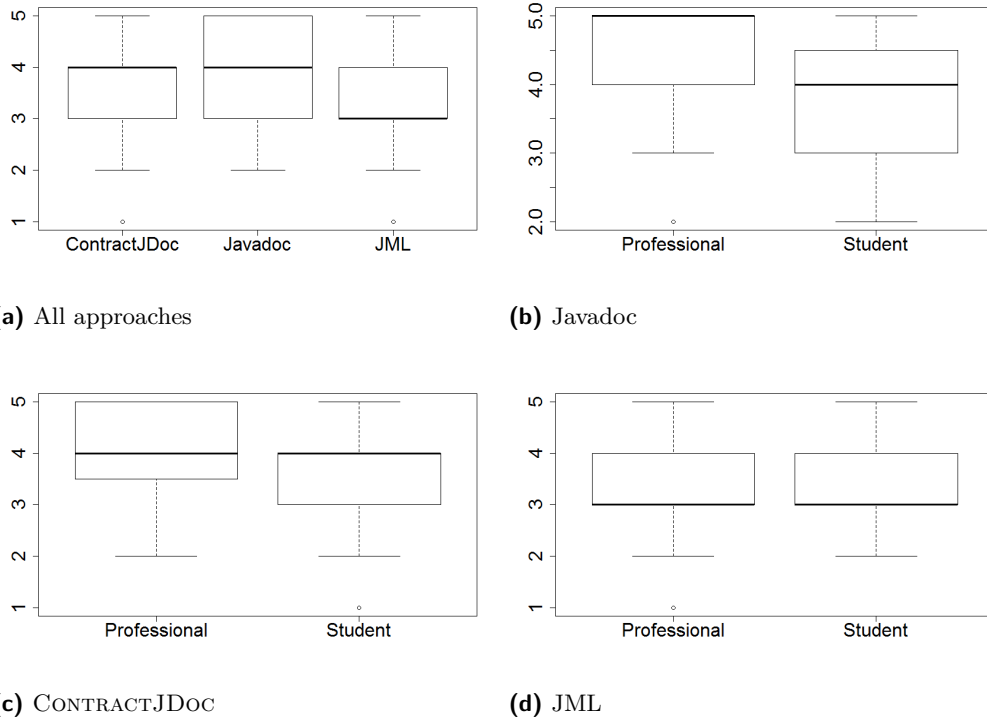 5
4
3
2
1
ContractJDoc Javadoc JML
(a) All approaches
5.0
4.0
3.0
2.0
Professional Student
(b) Javadoc
5
4
3
2
1
Professional Student
(c) CONTRACTJDOC
5
4
3
2
1
Professional Student
(d) JML